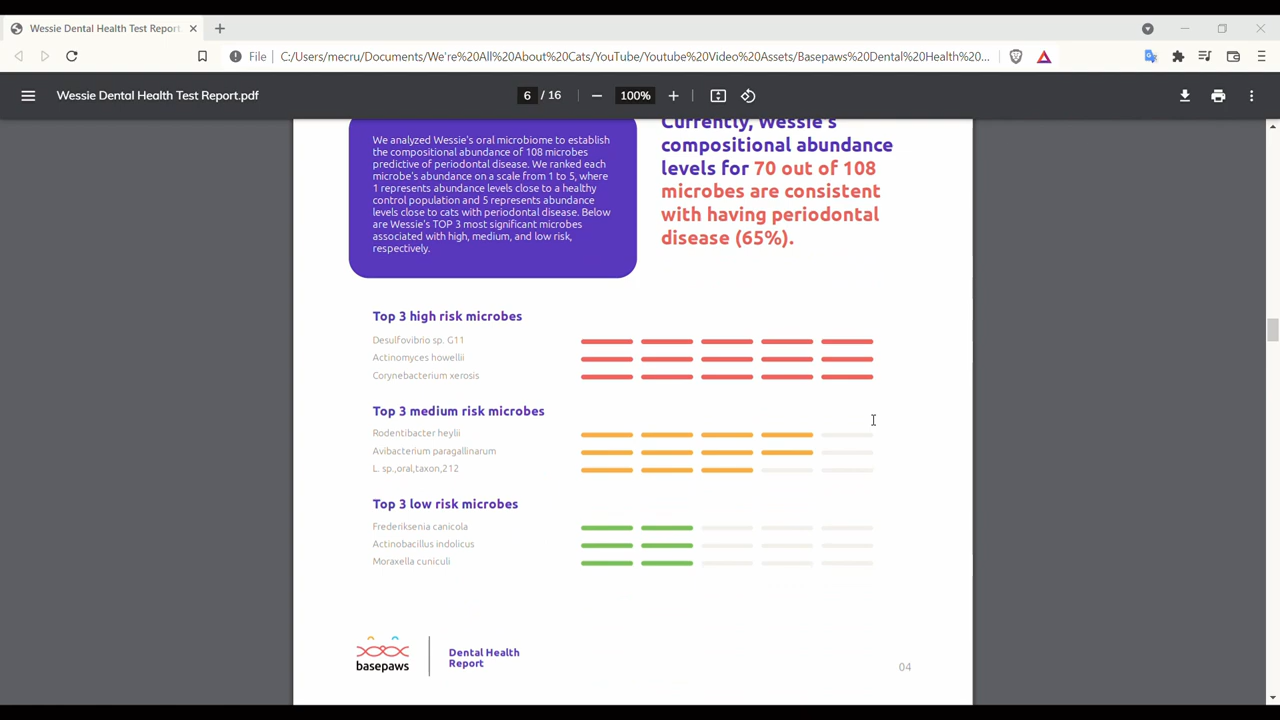 Wessie Dental Health Test Report
File
C:/Users/mecru/Documents/We're%20All%20About%20Cats/YouTube/Youtube%20Video%20Assets/Basepaws%20Dental%20Health%20...
Wessie Dental Health Test Report.pdf
6 / 16
100%
We analyzed Wessie's oral microbiome to establish
the compositional abundance of 108 microbes
predictive of periodontal disease. We ranked each
microbe's abundance on a scale from 1 to 5, where
1 represents abundance levels close to a healthy
control population and 5 represents abundance
levels close to cats with periodontal disease. Below
are Wessie's TOP 3 most significant microbes
associated with high, medium, and low risk,
respectively.
Currently, Wessie's
compositional abundance
levels for 70 out of 108
microbes are consistent
with having periodontal
disease (65%).
Top 3 high risk microbes
Desulfovibrio sp. G11
Actinomyces howellii
Corynebacterium xerosis
Top 3 medium risk microbes
Rodentibacter heylii
Avibacterium paragallinarum
L. sp.,oral,taxon,212
Top 3 low risk microbes
Frederiksenia canicola
Actinobacillus indolicus
Moraxella cuniculi
basepaws
Dental Health
Report
04